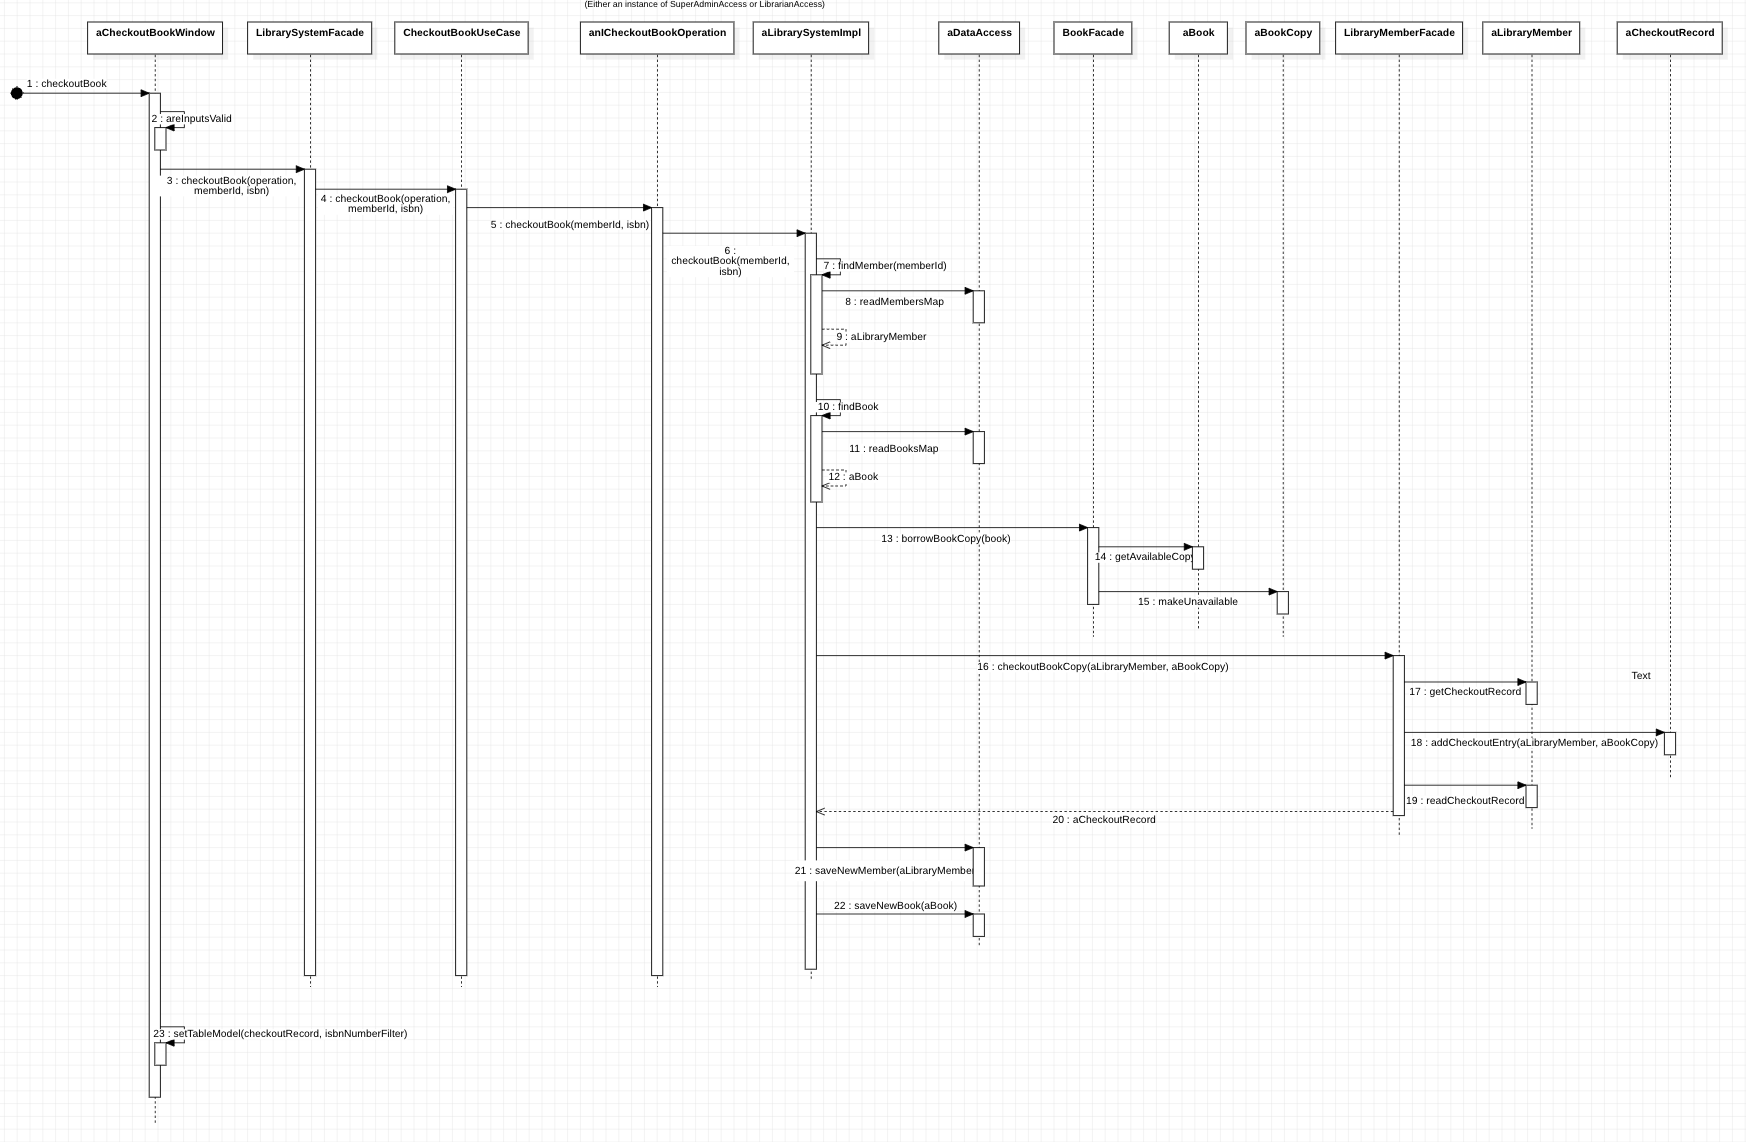 (Either an instance of SuperAdminAccess or LibrarianAccess)
aCheckoutBookWindow
LibrarySystemFacade
CheckoutBookUseCase
anICheckoutBookOperation
aLibrarySystemImpl
aDataAccess
BookFacade
aBook
aBookCopy
LibraryMemberFacade
aLibraryMember
aCheckoutRecord
1 : checkoutBook
2 : areInputsValid
3 : checkoutBook(operation,
memberId, isbn)
4 : checkoutBook(operation,
memberId, isbn)
5 : checkoutBook(memberId, isbn)
6 :
checkoutBook(memberId,
isbn)
7 : findMember(memberId)
8 : readMembersMap
9 : aLibraryMember
10 : findBook
11 : readBooksMap
12 : aBook
13 : borrowBookCopy(book)
14 : getAvailableCopy
15 : makeUnavailable
16 : checkoutBookCopy(aLibraryMember, aBookCopy)
Text
17 : getCheckoutRecord
18 : addCheckoutEntry(aLibraryMember, aBookCopy)
19 : readCheckoutRecord
20 : aCheckoutRecord
21 : saveNewMember(aLibraryMember
22 : saveNewBook(aBook)
23 : setTableModel(checkoutRecord, isbnNumberFilter)